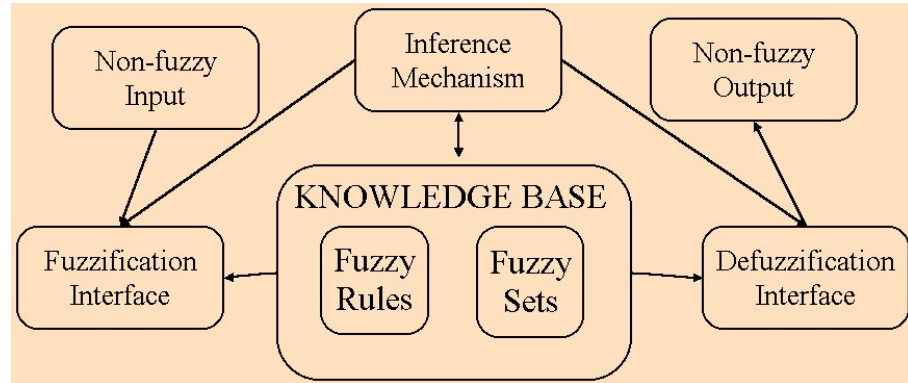 Non-fuzzy
Input
Inference
Mechanism
Non-fuzzy
Output
KNOWLEDGE BASE
Fuzzification
Interface
Fuzzy
Rules
Fuzzy
Sets
Defuzzification
Interface